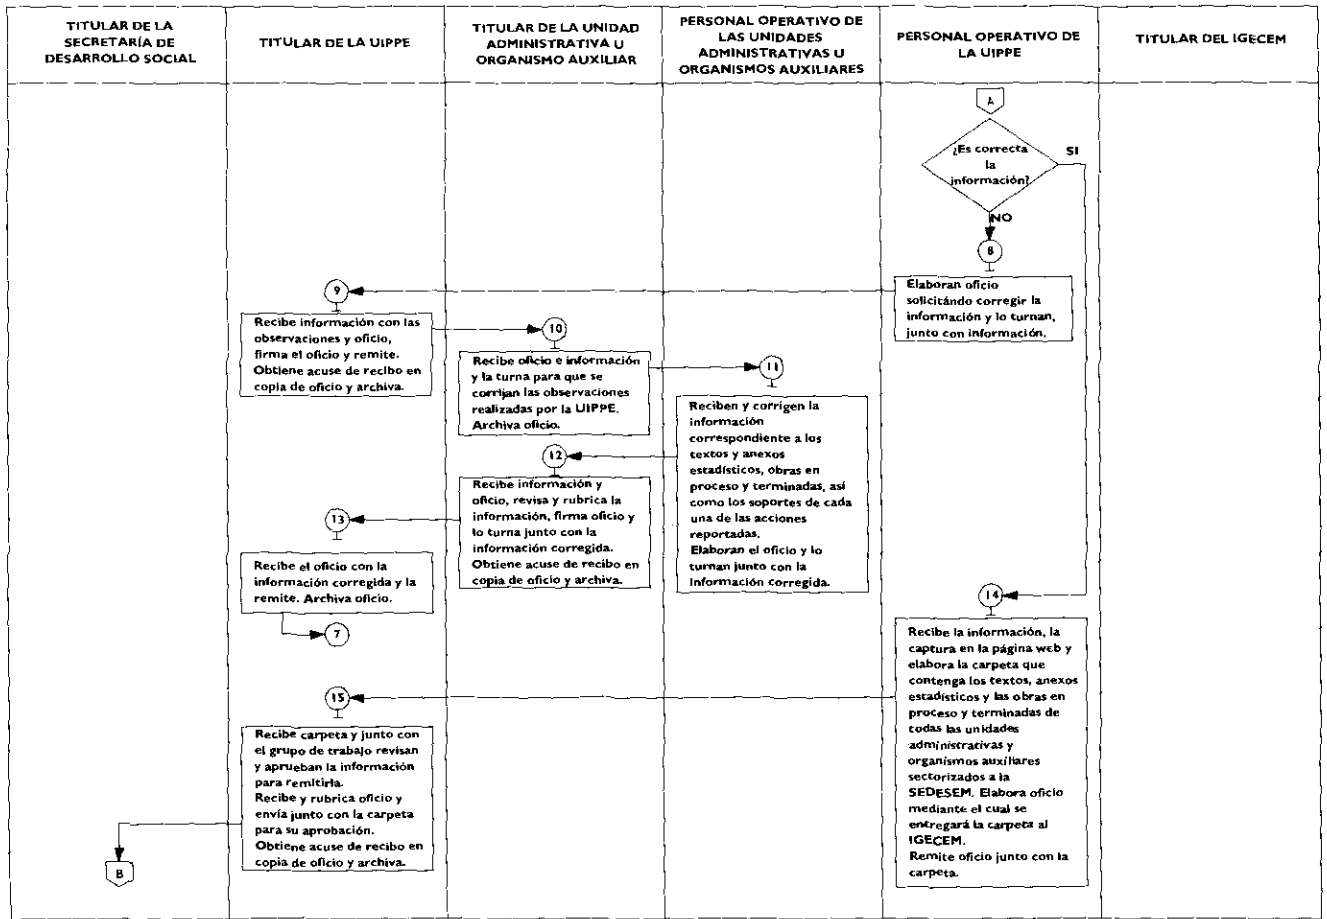 TITULAR DE LA
SECRETARÍA DE
DESARROLLO SOCIAL
TITULAR DE LA UIPPE
TITULAR DE LA UNIDAD
ADMINISTRATIVA U
ORGANISMO AUXILIAR
PERSONAL OPERATIVO DE
LAS UNIDADES
ADMINISTRATIVAS U
ORGANISMOS AUXILIARES
PERSONAL OPERATIVO DE
LA UIPPE
TITULAR DEL IGECEM
A
¿Es correcta
la
información?
SI
NO
8
Elaboran oficio
solicitándo corregir la
información y lo turnan,
junto con información.
9
Recibe información con las
observaciones y oficio,
firma el oficio y remite.
Obtiene acuse de recibo en
copia de oficio y archiva.
10
Recibe oficio e información
y la turna para que se
corrijan las observaciones
realizadas por la UIPPE.
Archiva oficio.
11
Reciben y corrigen la
información
correspondiente a los
textos y anexos
estadísticos, obras en
proceso y terminadas, así
como los soportes de cada
una de las acciones
reportadas.
Elaboran el oficio y lo
turnan junto con la
información corregida.
12
Recibe información y
oficio, revisa y rubrica la
información, firma oficio y
lo turna junto con la
información corregida.
Obtiene acuse de recibo en
copia de oficio y archiva.
13
Recibe el oficio con la
información corregida y la
remite. Archiva oficio.
7
14
Recibe la información, la
captura en la página web y
elabora la carpeta que
contenga los textos, anexos
estadísticos y las obras en
proceso y terminadas de
todas las unidades
administrativas y
organismos auxiliares
sectorizados a la
SEDESEM. Elabora oficio
mediante el cual se
entregará la carpeta al
IGECEM.
Remite oficio junto con la
carpeta.
15
Recibe carpeta y junto con
el grupo de trabajo revisan
y aprueban la información
para remitirla.
Recibe y rubrica oficio y
envía junto con la carpeta
para su aprobación.
Obtiene acuse de recibo en
copia de oficio y archiva.
B